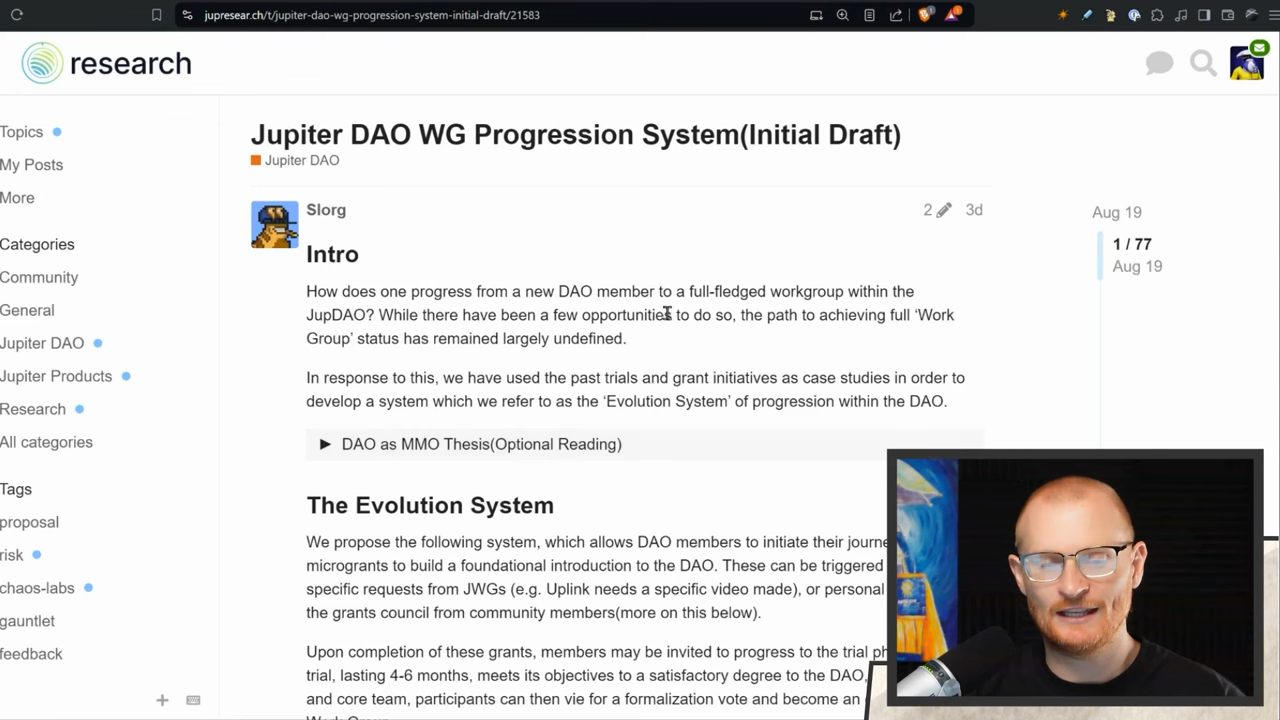 jupresear.ch/t/jupiter-dao-wg-progression-system-initial-draft/21583
research
Topics
My Posts
More
Categories
Community
General
Jupiter DAO
Jupiter Products
Research
All categories
Tags
proposal
risk
chaos-labs
gauntlet
feedback
Jupiter DAO WG Progression System(Initial Draft)
Jupiter DAO
Slorg
2
3d
Intro
How does one progress from a new DAO member to a full-fledged workgroup within the
JupDAO? While there have been a few opportunities to do so, the path to achieving full ‘Work
Group’ status has remained largely undefined.
In response to this, we have used the past trials and grant initiatives as case studies in order to
develop a system which we refer to as the ‘Evolution System’ of progression within the DAO.
DAO as MMO Thesis(Optional Reading)
The Evolution System
We propose the following system, which allows DAO members to initiate their journe
microgrants to build a foundational introduction to the DAO. These can be triggered
specific requests from JWGs (e.g. Uplink needs a specific video made), or personal
the grants council from community members(more on this below).
Upon completion of these grants, members may be invited to progress to the trial ph
trial, lasting 4-6 months, meets its objectives to a satisfactory degree to the DAO,
and core team, participants can then vie for a formalization vote and become an
Work Group
Aug 19
1 / 77
Aug 19